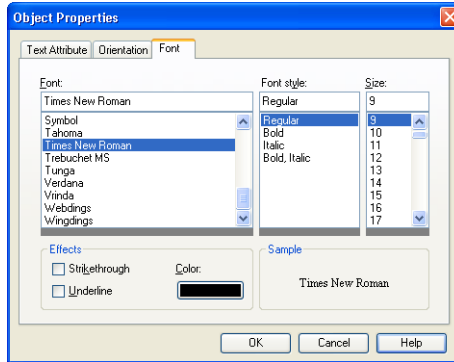 Object Properties
Text Attribute Orientation Font
Font: Font style: Size:
Times New Roman Regular 9
Symbol Regular 9
Tahoma Bold 10
Times New Roman Italic 11
Trebuchet MS Bold, Italic 12
Tunga 13
Verdana 14
Vrinda 15
Webdings 16
Wingdings 17
Effects Sample
Strikethrough Color:
Underline Times New Roman
OK Cancel Help